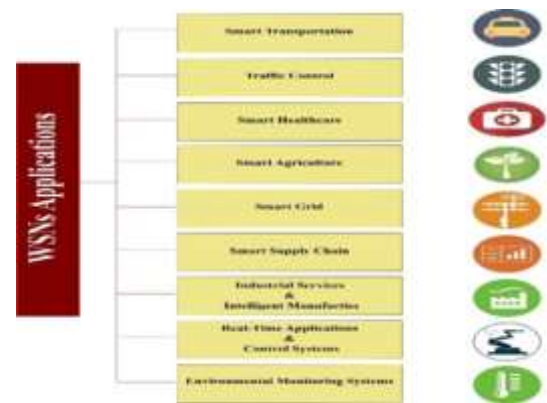 WSNs Applications
Smart Transportation
Traffic Control
Smart Healthcare
Smart Agriculture
Smart Grid
Smart Supply Chain
Industrial Services
&
Intelligent Manufacties
Real-Time Applications
&
Control Systems
Environmental Monitoring Systems